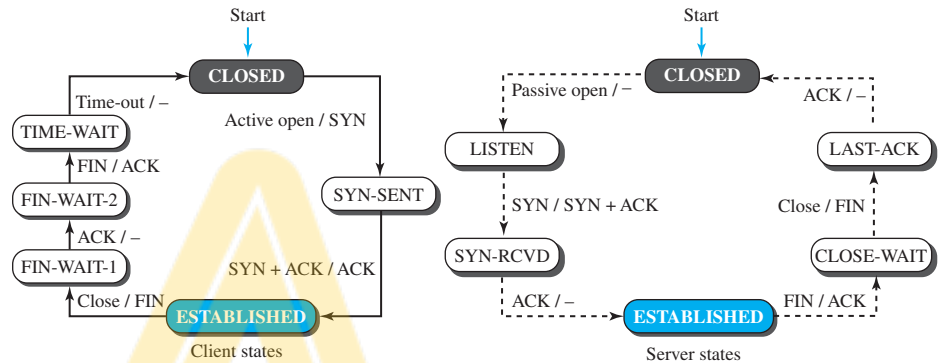 Start
CLOSED
Time-out / –
Active open / SYN
TIME-WAIT
FIN / ACK
SYN-SENT
FIN-WAIT-2
ACK / –
FIN-WAIT-1
SYN + ACK / ACK
Close / FIN
ESTABLISHED
Client states
Start
CLOSED
Passive open / –
ACK / –
LISTEN
LAST-ACK
SYN / SYN + ACK
Close / FIN
SYN-RCVD
CLOSE-WAIT
ACK / –
FIN / ACK
ESTABLISHED
Server states